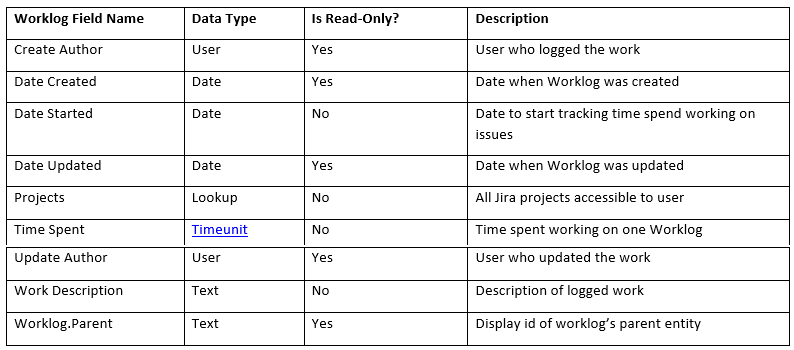 Worklog Field Name Data Type Is Read-Only? Description
Create Author User Yes User who logged the work
Date Created Date Yes Date when Worklog was created
Date Started Date No Date to start tracking time spend working on
issues
Date Updated Date Yes Date when Worklog was updated
Projects Lookup No All Jira projects accessible to user
Time Spent Timeunit No Time spent working on one Worklog
Update Author User Yes User who updated the work
Work Description Text No Description of logged work
Worklog.Parent Text Yes Display id of worklog’s parent entity